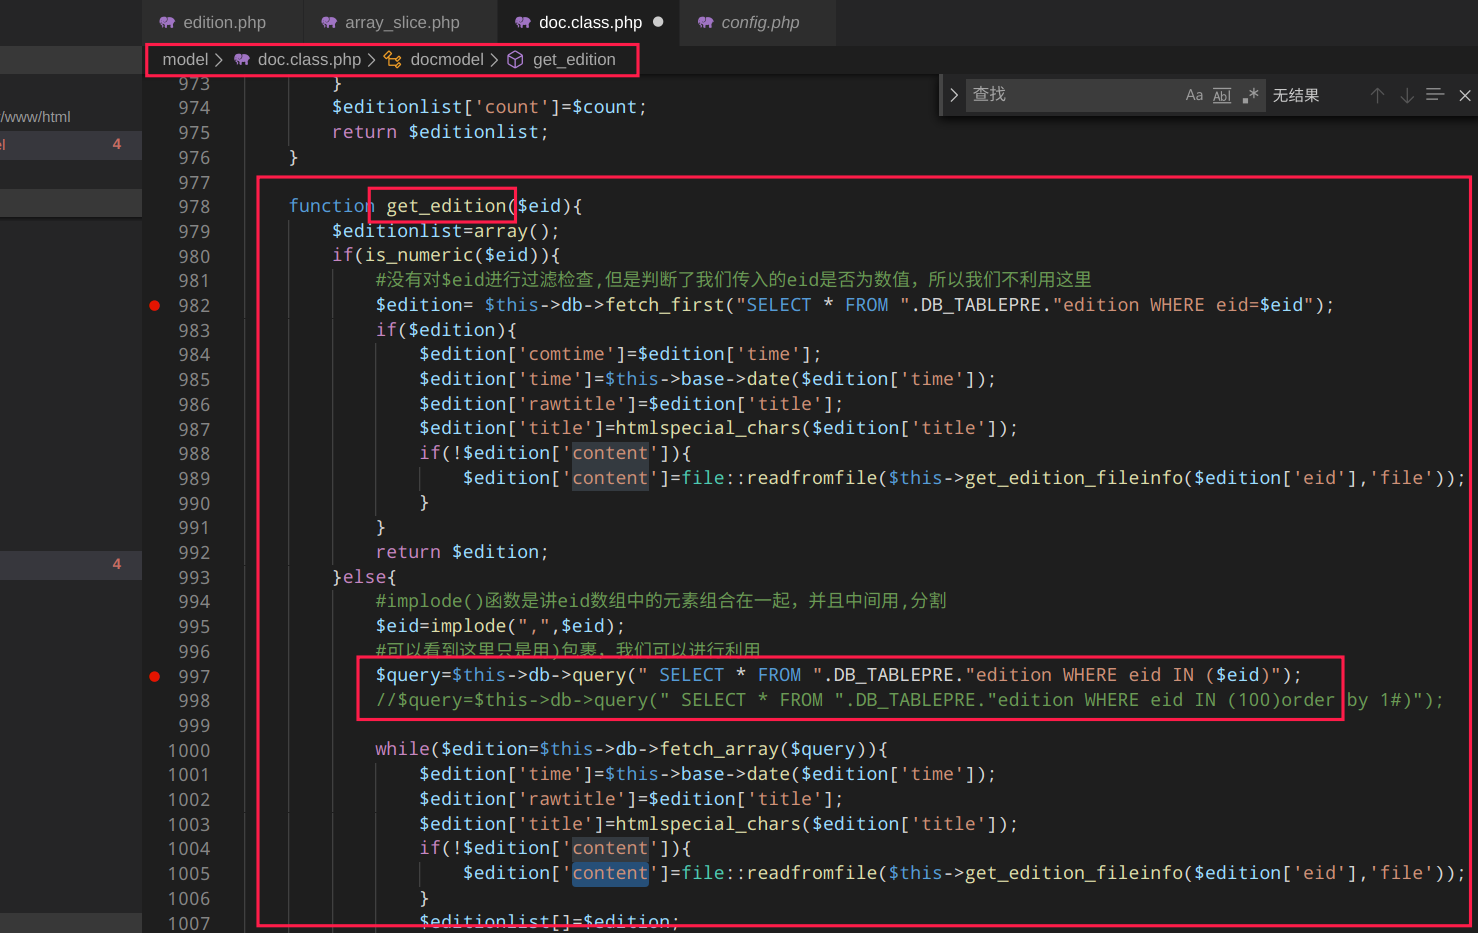 edition.php array_slice.php doc.class.php config.php
model > doc.class.php > docmodel > get_edition
查找 Aa Abl .* 无结果
/www/html
el 4
4
973 }
974 $editionlist['count']=$count;
975 return $editionlist;
976 }
977
978 function get_edition($eid){
979 $editionlist=array();
980 if(is_numeric($eid)){
981 #没有对$eid进行过滤检查,但是判断了我们传入的eid是否为数值，所以我们不利用这里
982 $edition= $this->db->fetch_first("SELECT * FROM ".DB_TABLEPRE."edition WHERE eid=$eid");
983 if($edition){
984 $edition['comtime']=$edition['time'];
985 $edition['time']=$this->base->date($edition['time']);
986 $edition['rawtitle']=$edition['title'];
987 $edition['title']=htmlspecial_chars($edition['title']);
988 if(!$edition['content']){
989 $edition['content']=file::readfromfile($this->get_edition_fileinfo($edition['eid'],'file'));
990 }
991 }
992 return $edition;
993 }else{
994 #implode()函数是讲eid数组中的元素组合在一起，并且中间用,分割
995 $eid=implode(",",$eid);
996 #可以看到这里只是用)包裹，我们可以进行利用
997 $query=$this->db->query(" SELECT * FROM ".DB_TABLEPRE."edition WHERE eid IN ($eid)");
998 //$query=$this->db->query(" SELECT * FROM ".DB_TABLEPRE."edition WHERE eid IN (100)order by 1#)");
999
1000 while($edition=$this->db->fetch_array($query)){
1001 $edition['time']=$this->base->date($edition['time']);
1002 $edition['rawtitle']=$edition['title'];
1003 $edition['title']=htmlspecial_chars($edition['title']);
1004 if(!$edition['content']){
1005 $edition['content']=file::readfromfile($this->get_edition_fileinfo($edition['eid'],'file'));
1006 }
1007 $editionlist[]=$edition;